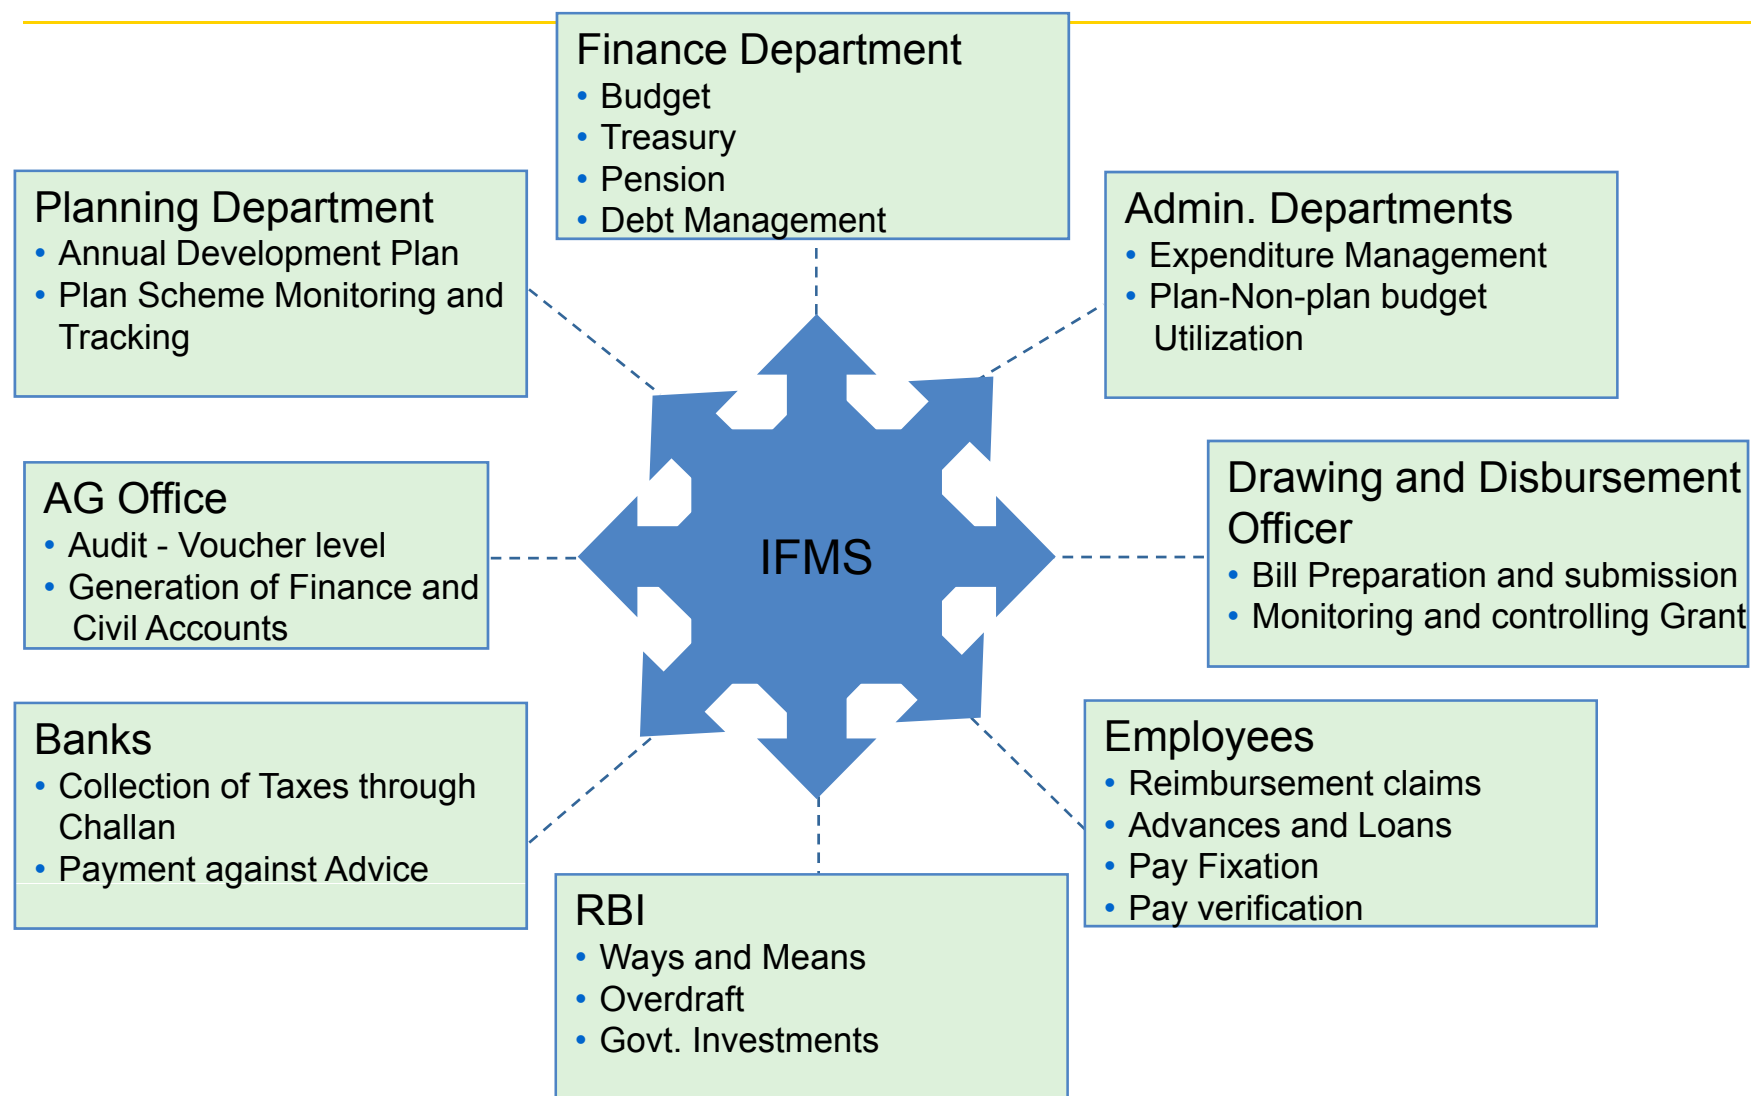 Finance Department
• Budget
• Treasury
• Pension
• Debt Management
Planning Department
• Annual Development Plan
• Plan Scheme Monitoring and
Tracking
Admin. Departments
• Expenditure Management
• Plan-Non-plan budget
Utilization
AG Office
• Audit - Voucher level
• Generation of Finance and
Civil Accounts
IFMS
Drawing and Disbursement
Officer
• Bill Preparation and submission
• Monitoring and controlling Grant
Banks
• Collection of Taxes through
Challan
• Payment against Advice
Employees
• Reimbursement claims
• Advances and Loans
• Pay Fixation
• Pay verification
RBI
• Ways and Means
• Overdraft
• Govt. Investments